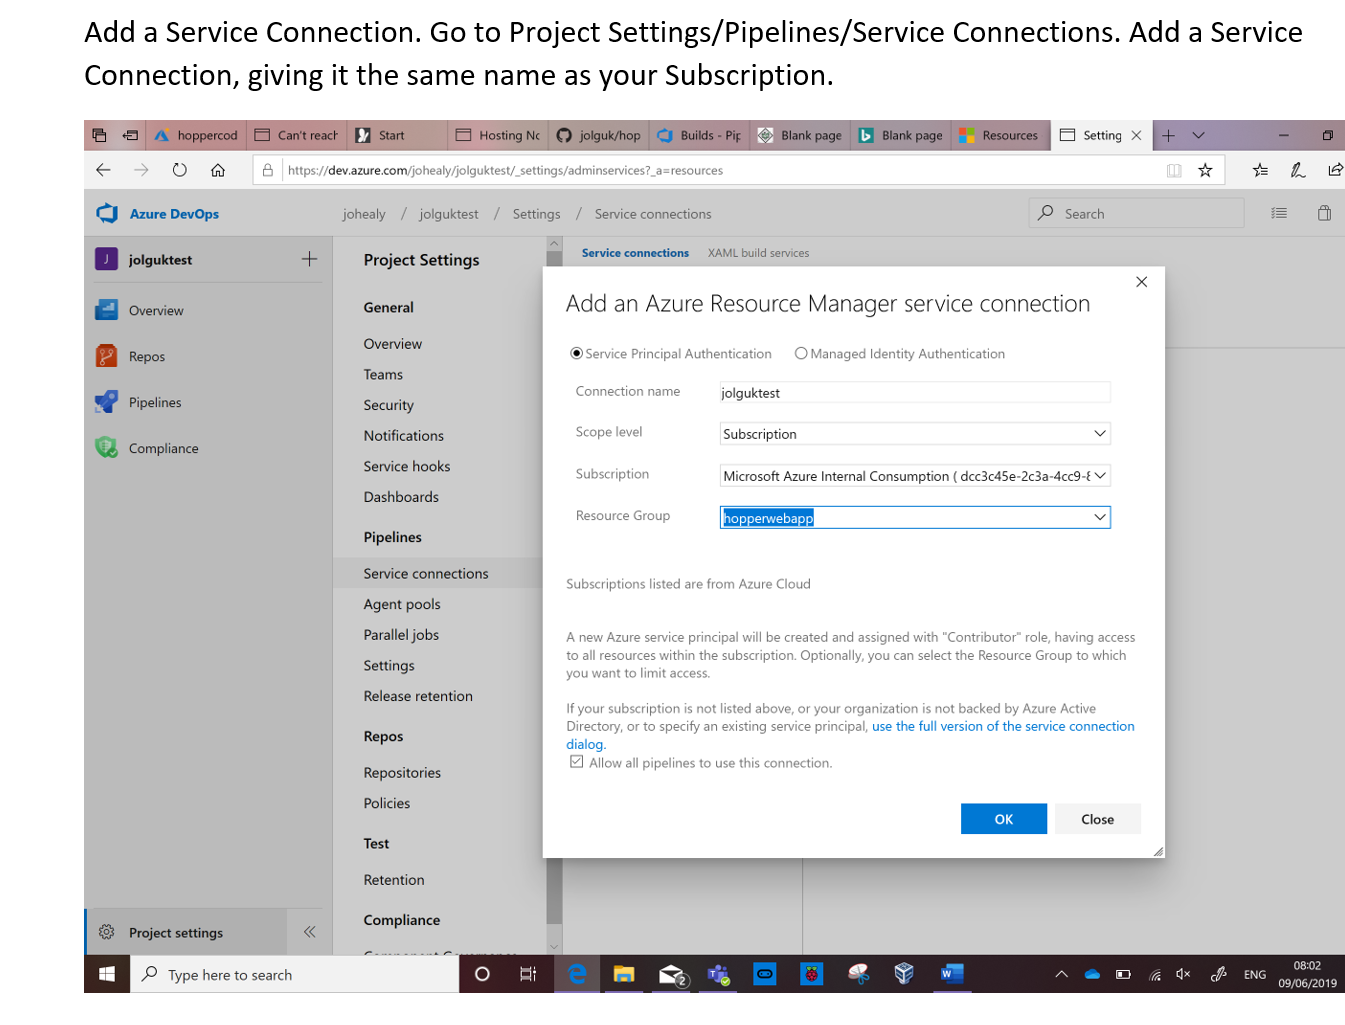 Add a Service Connection. Go to Project Settings/Pipelines/Service Connections. Add a Service
Connection, giving it the same name as your Subscription.
hoppercod
Can't reach
Start
Hosting Nc
jolguk/hop
Builds - Pip
Blank page
Blank page
Resources
Setting
https://dev.azure.com/johealy/jolguktest/_settings/adminservices?_a=resources
Azure DevOps
johealy / jolguktest / Settings / Service connections
Search
J jolguktest
Overview
Repos
Pipelines
Compliance
Project settings
Project Settings
General
Overview
Teams
Security
Notifications
Service hooks
Dashboards
Pipelines
Service connections
Agent pools
Parallel jobs
Settings
Release retention
Repos
Repositories
Policies
Test
Retention
Compliance
Service connections
XAML build services
Add an Azure Resource Manager service connection
Service Principal Authentication
Managed Identity Authentication
Connection name
jolguktest
Scope level
Subscription
Subscription
Microsoft Azure Internal Consumption ( dcc3c45e-2c3a-4cc9-
Resource Group
hopperwebapp
Subscriptions listed are from Azure Cloud
A new Azure service principal will be created and assigned with "Contributor" role, having access
to all resources within the subscription. Optionally, you can select the Resource Group to which
you want to limit access.
If your subscription is not listed above, or your organization is not backed by Azure Active
Directory, or to specify an existing service principal, use the full version of the service connection
dialog.
Allow all pipelines to use this connection.
OK
Close
Type here to search
2
W
ENG
08:02
09/06/2019